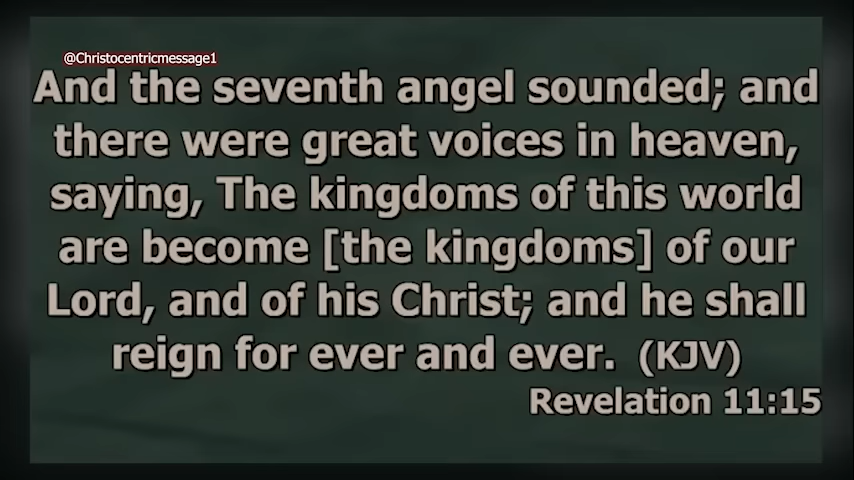 @Christocentricmessage1
And the seventh angel sounded; and
there were great voices in heaven,
saying, The kingdoms of this world
are become [the kingdoms] of our
Lord, and of his Christ; and he shall
reign for ever and ever. (KJV)
Revelation 11:15